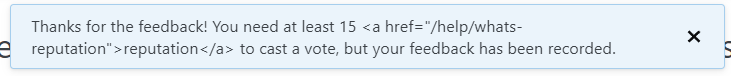 Thanks for the feedback! You need at least 15 <a href="/help/whats-
reputation">reputation</a> to cast a vote, but your feedback has been recorded.